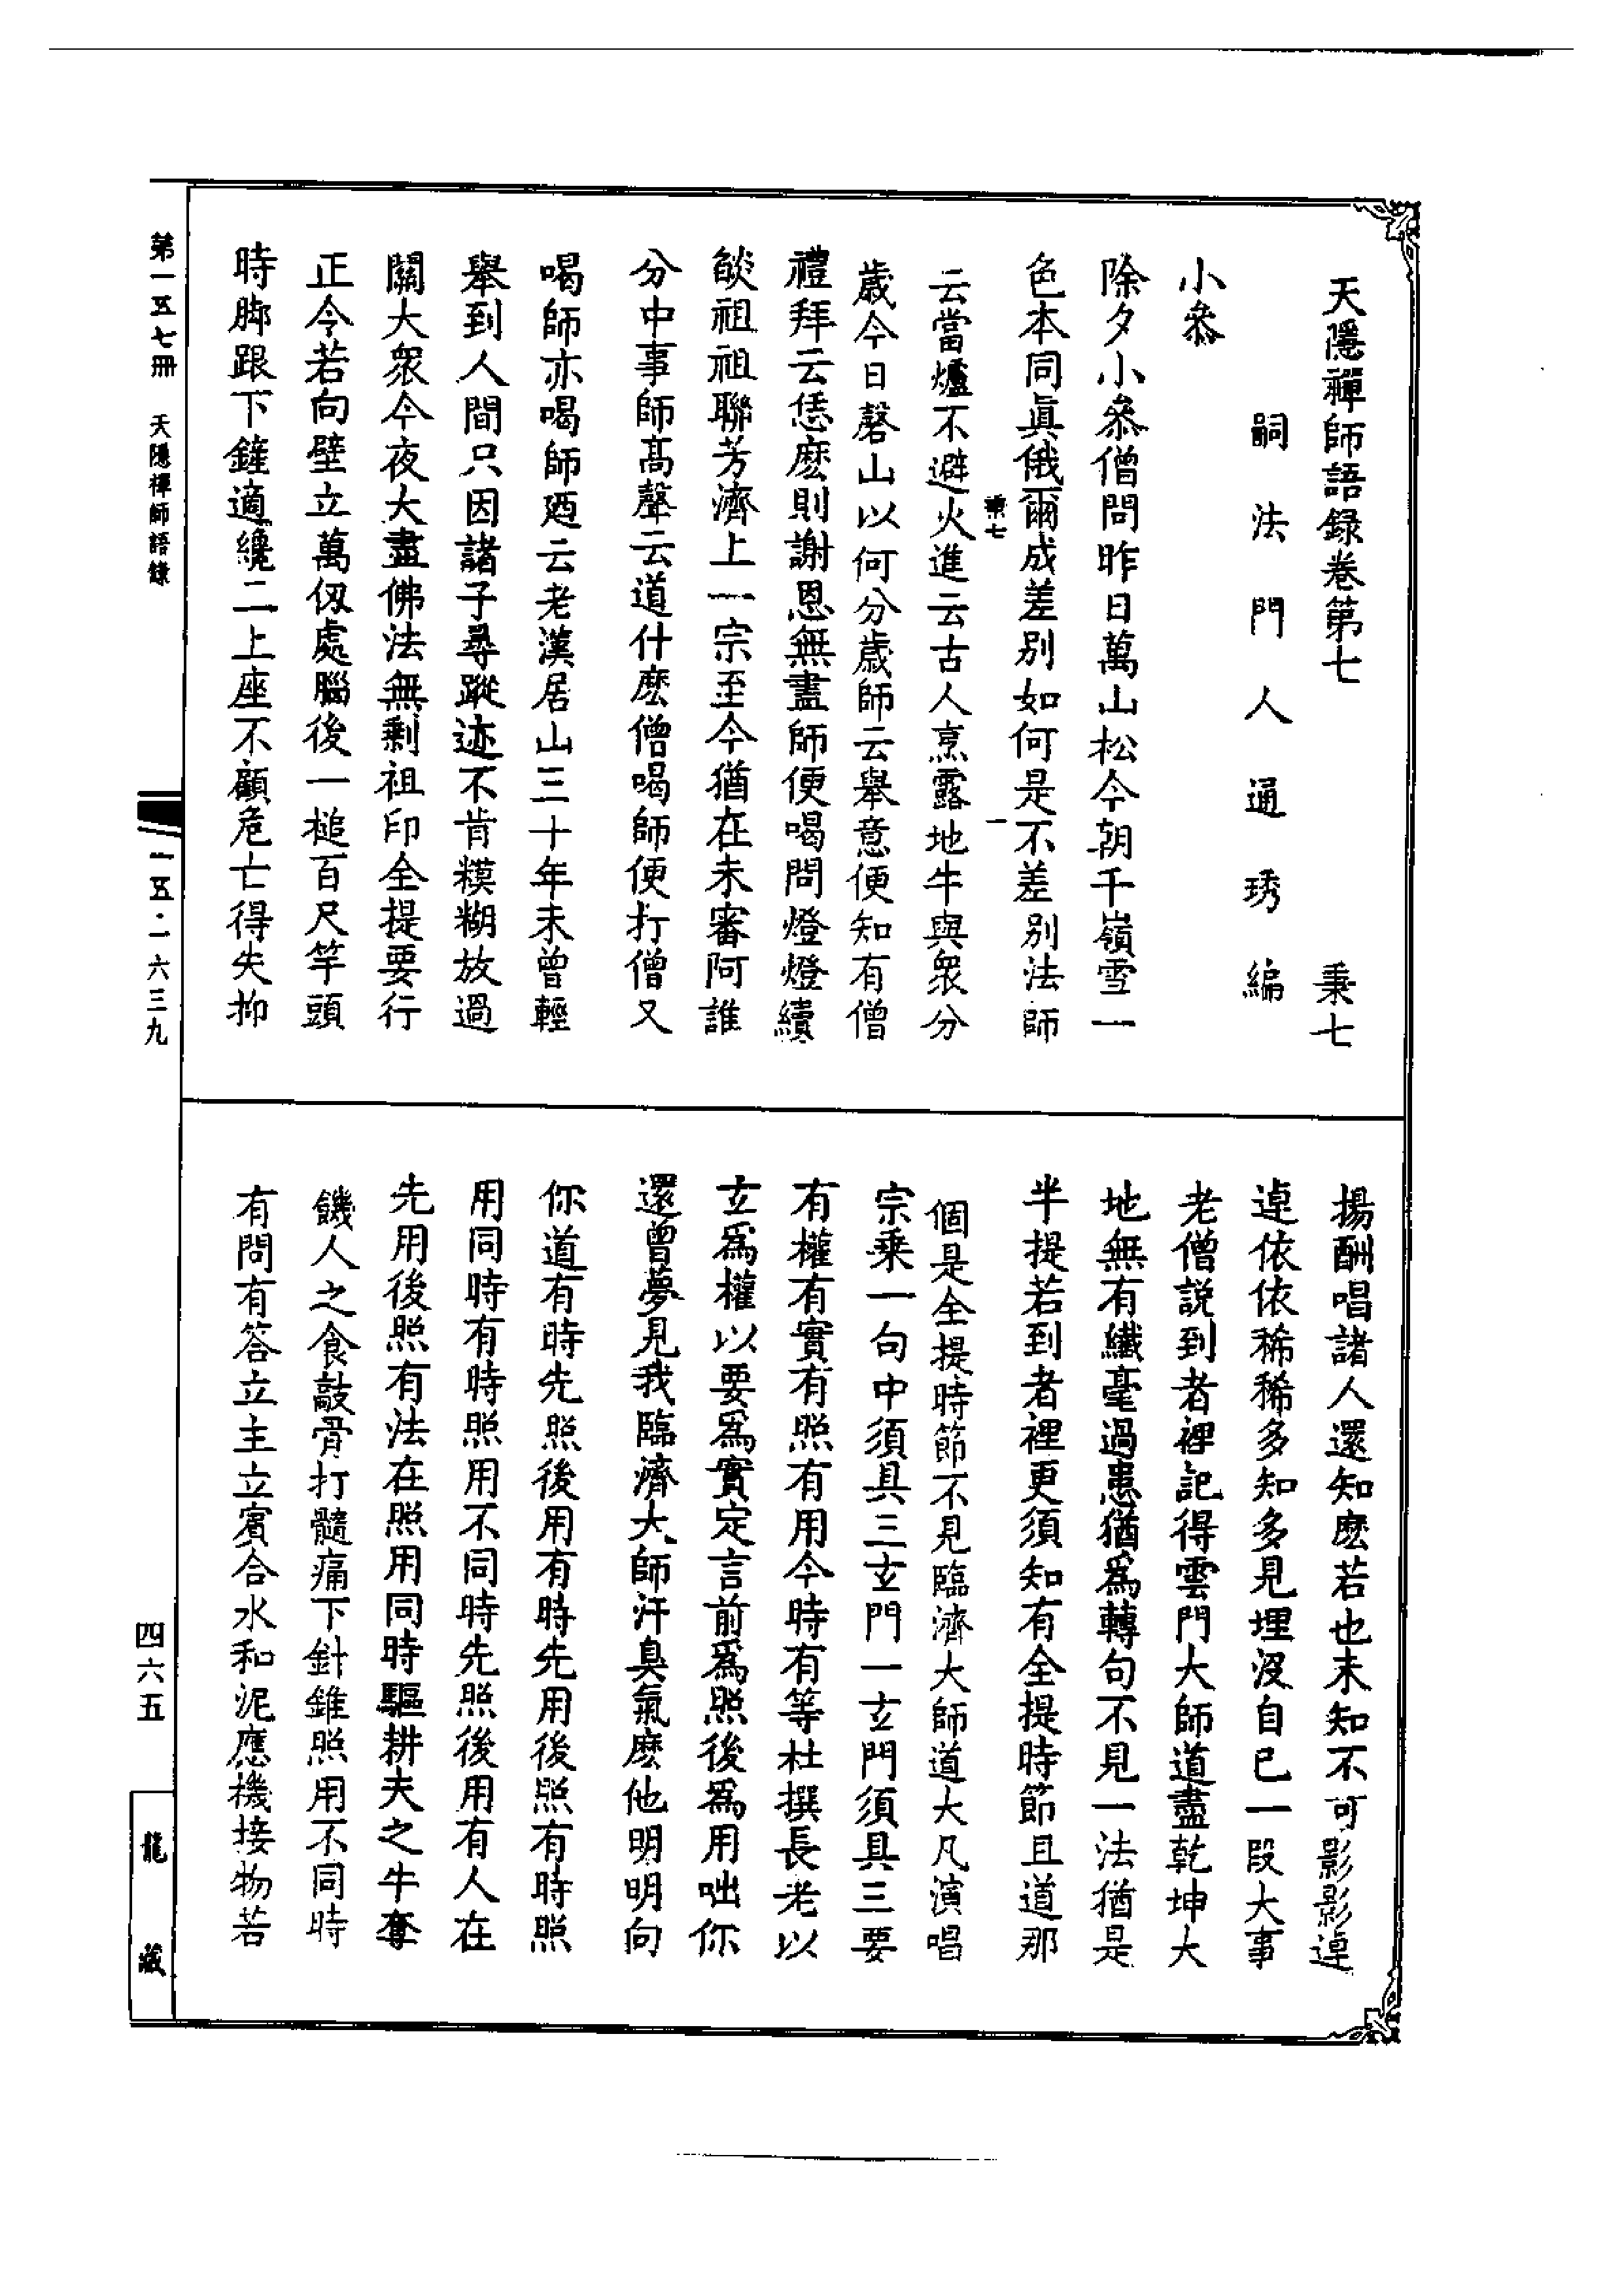 天隱禪師語録卷第七　秉七
嗣法門人通琇編
小叅
除夕小叅僧問昨日萬山松今朝千嶺雪一
色本同眞俄爾成差别如何是不差别法師
秉七　一
云當爐不避火進云古人烹露地牛與衆分
歲今日磬山以何分歲師云舉意便知有僧
禮拜云恁麽則謝恩無盡師便喝問燈燈續
燄祖祖聯芳濟上一宗至今猶在未審阿誰
分中事師髙聲云道什麽僧喝師便打僧又
喝師亦喝師廼云老漢居山三十年未曾輕
舉到人間只因諸子尋蹤迹不肯糢糊放過
關大衆今夜大盡佛法無剩祖印全提要行
正令若向壁立萬仭處腦後一槌百尺竿頭
時脚跟下鏟適纔二上座不顧危亡得失抑
揚酬唱諸人還知麽若也未知不可影影逴
逴依依稀稀多知多見埋没自已一段大事
老僧説到者裡記得雲門大師道盡乾坤大
地無有纖毫過患猶爲轉句不見一法猶是
半提若到者裡更須知有全提時節且道那
個是全提時節不見臨濟大師道大凡演唱
宗乗一句中須具三玄門一玄門須具三要
有權有實有照有用今時有等杜撰長老以
玄爲權以要爲實定言前爲照後爲用咄你
還曾夢見我臨濟大師汗臭氣麽他明明向
你道有時先照後用有時先用後照有時照
用同時有時照用不同時先照後用有人在
先用後照有法在照用同時驅耕夫之牛奪
饑人之食敲骨打髓痛下針錐照用不同時
有問有答立主立賓合水和泥應機接物若
第一五七冊　天隱禪師語錄
一五·一六三九
四六五
龍藏